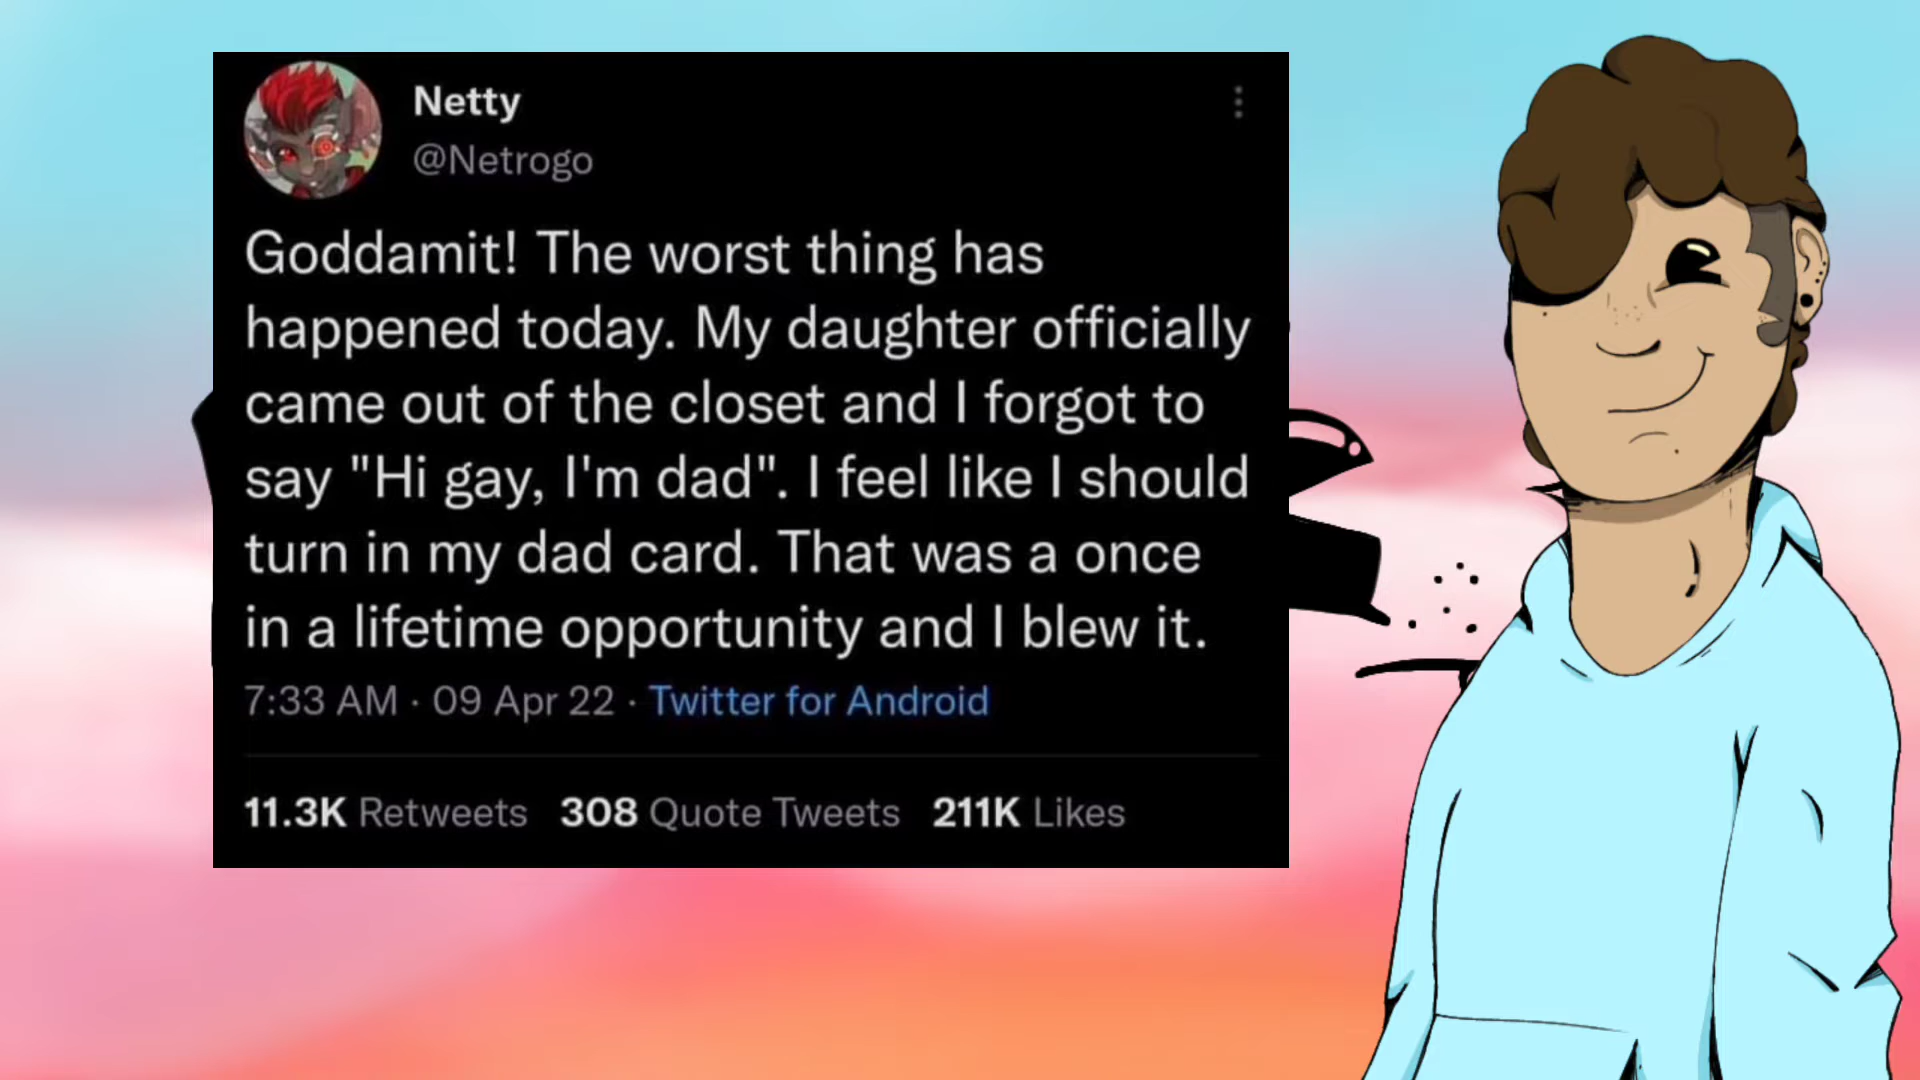 Netty
@Netrogo
Goddamit! The worst thing has
happened today. My daughter officially
came out of the closet and I forgot to
say "Hi gay, I'm dad". I feel like I should
turn in my dad card. That was a once
in a lifetime opportunity and I blew it.
7:33 AM · 09 Apr 22 · Twitter for Android
11.3K Retweets 308 Quote Tweets 211K Likes